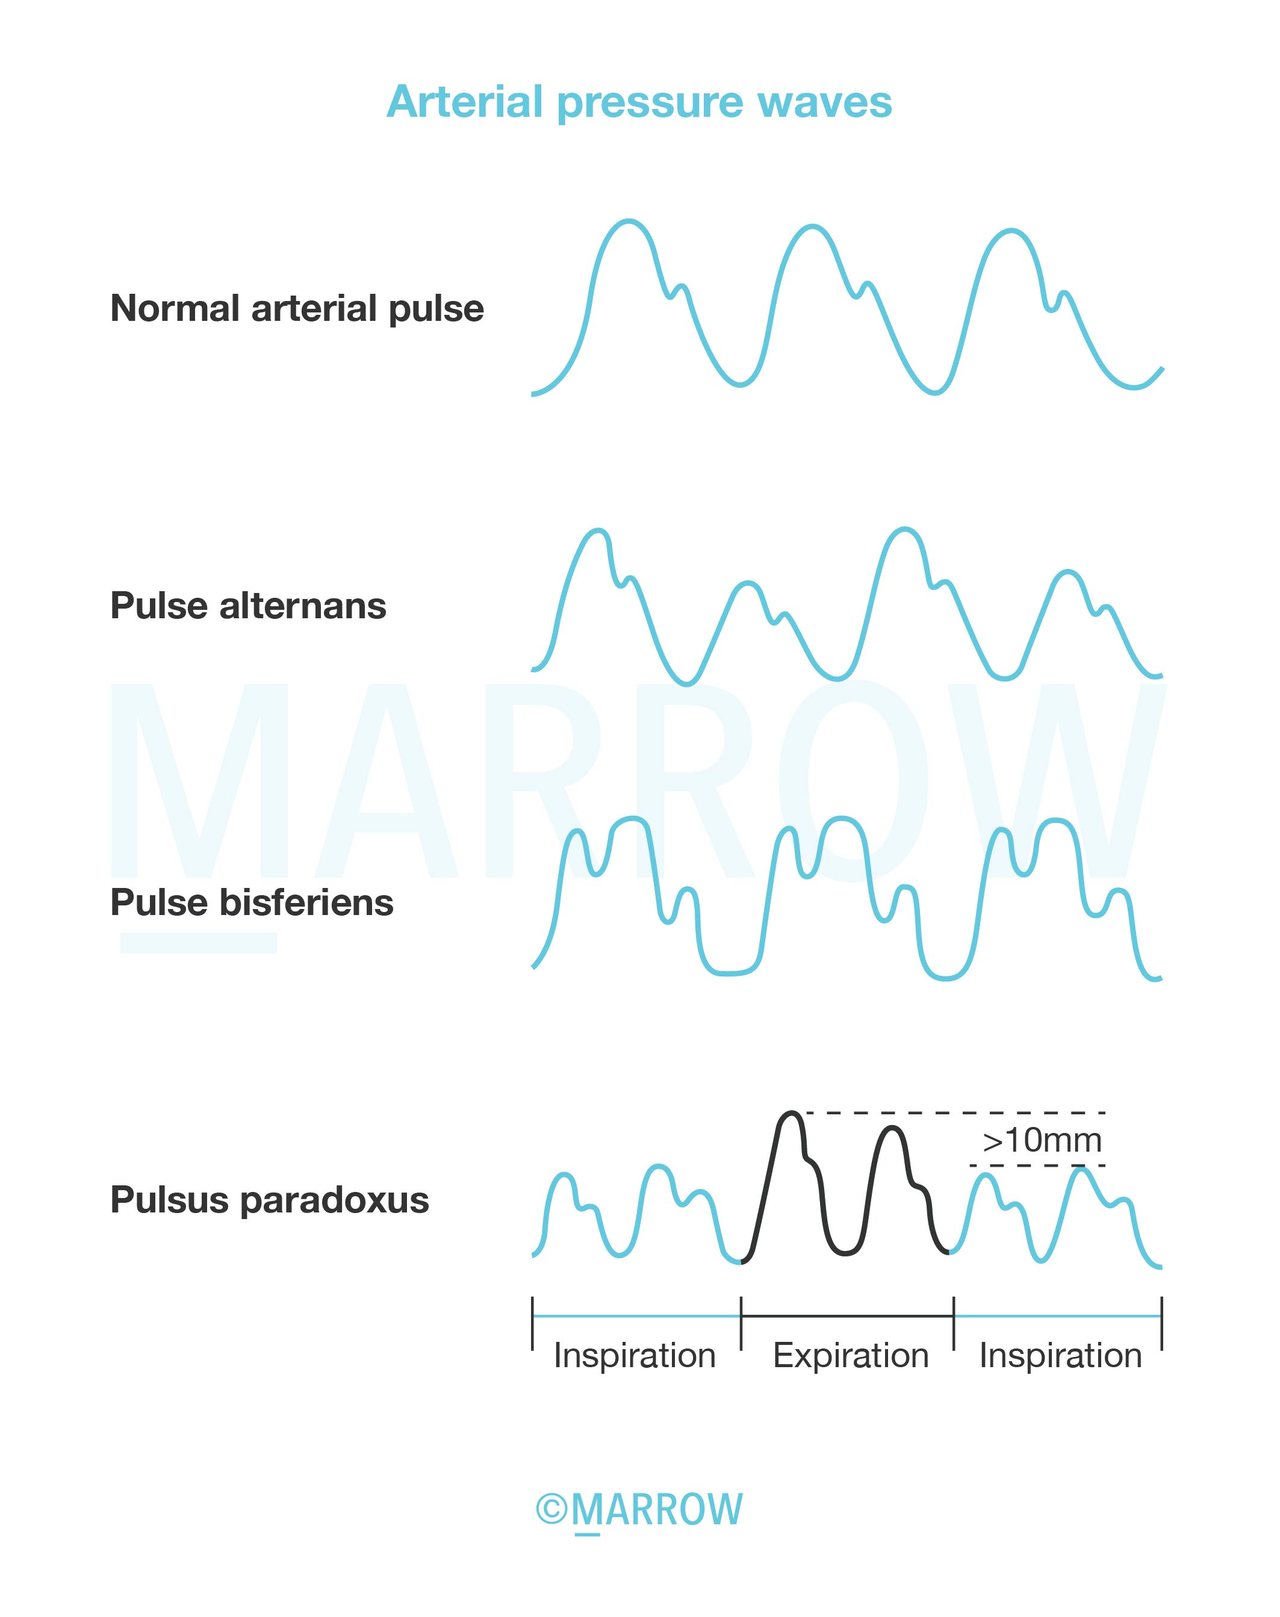 Arterial pressure waves
Normal arterial pulse
Pulse alternans
MARROW
Pulse bisferiens
>10mm
Pulsus paradoxus
Inspiration Expiration Inspiration
©MARROW